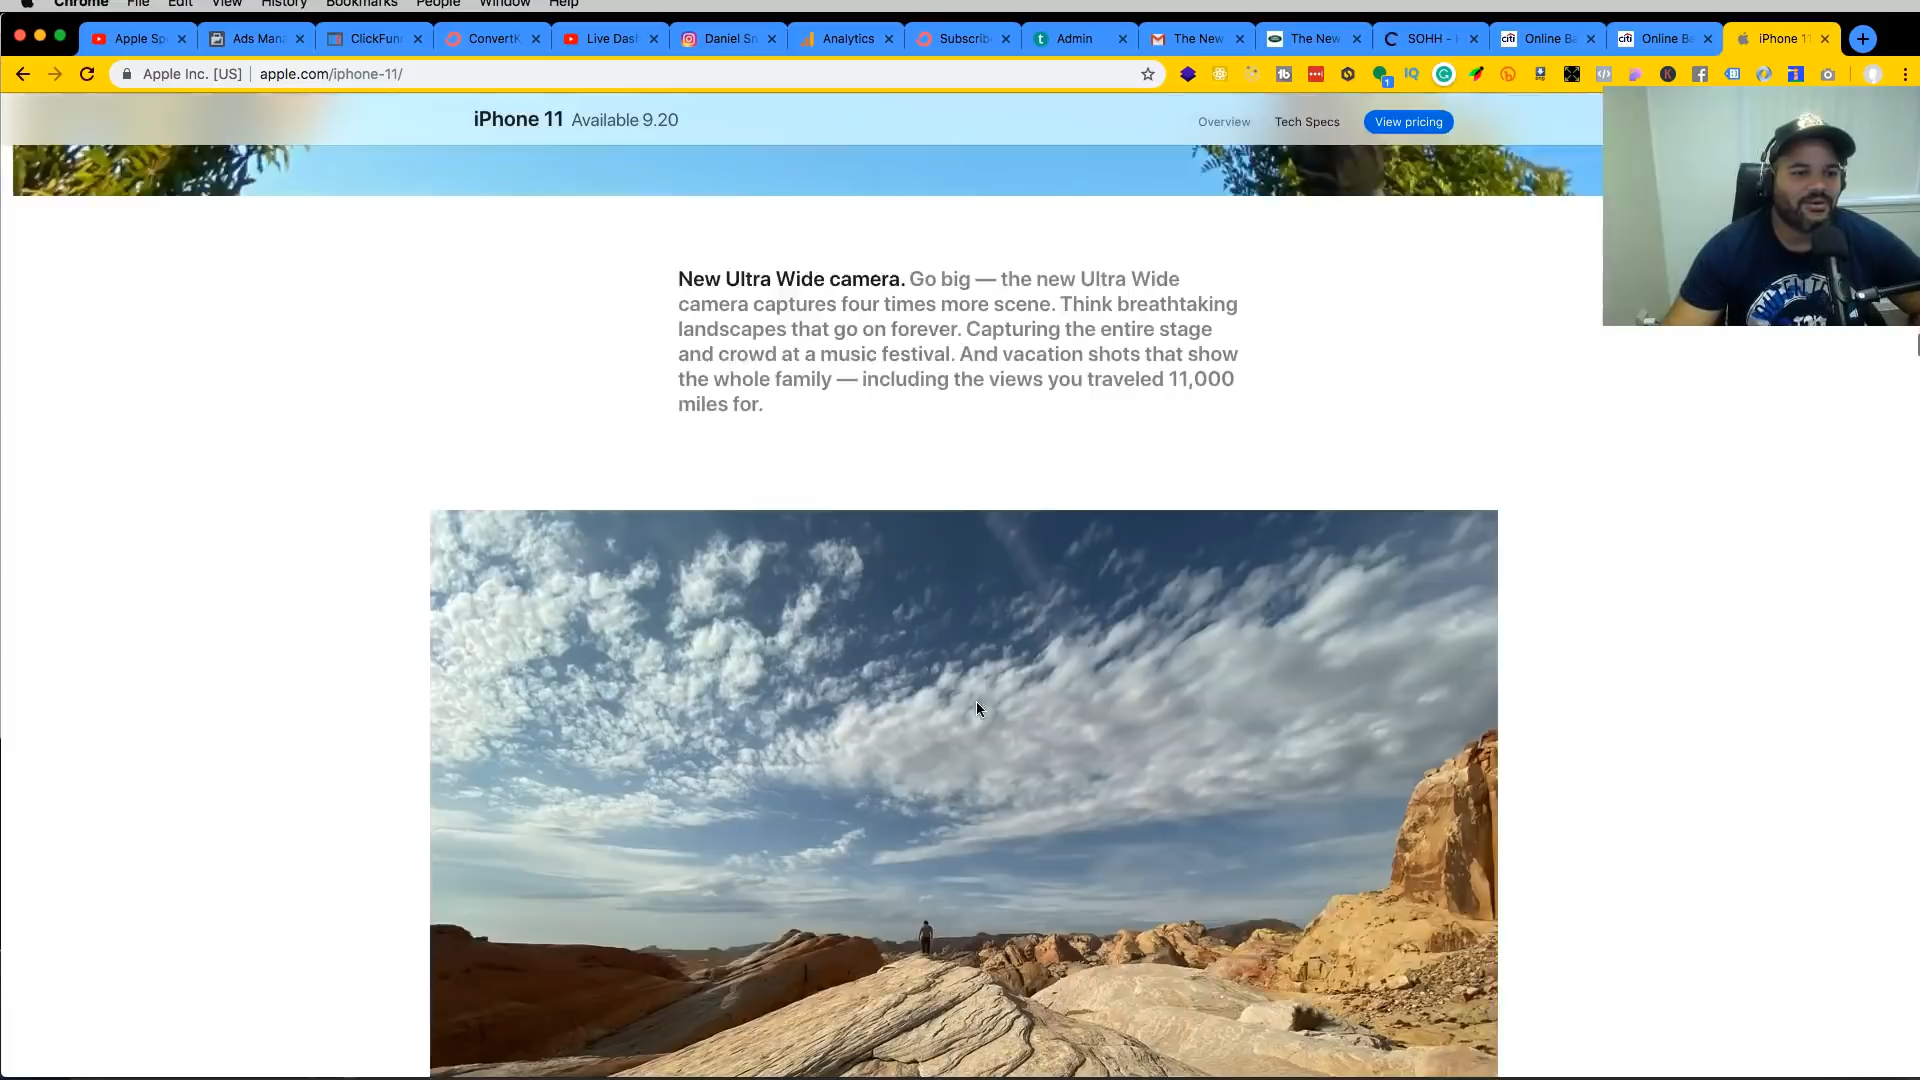 Chrome File Edit View History Bookmarks People Window Help
Apple Sp Ads Mana ClickFun ConvertK Live Das Daniel Sn Analytics Subscrib Admin The New The New SOHH - Online Ba Online Ba iPhone 11
Apple Inc. [US] apple.com/iphone-11/
iPhone 11 Available 9.20 Overview Tech Specs View pricing
New Ultra Wide camera. Go big — the new Ultra Wide
camera captures four times more scene. Think breathtaking
landscapes that go on forever. Capturing the entire stage
and crowd at a music festival. And vacation shots that show
the whole family — including the views you traveled 11,000
miles for.